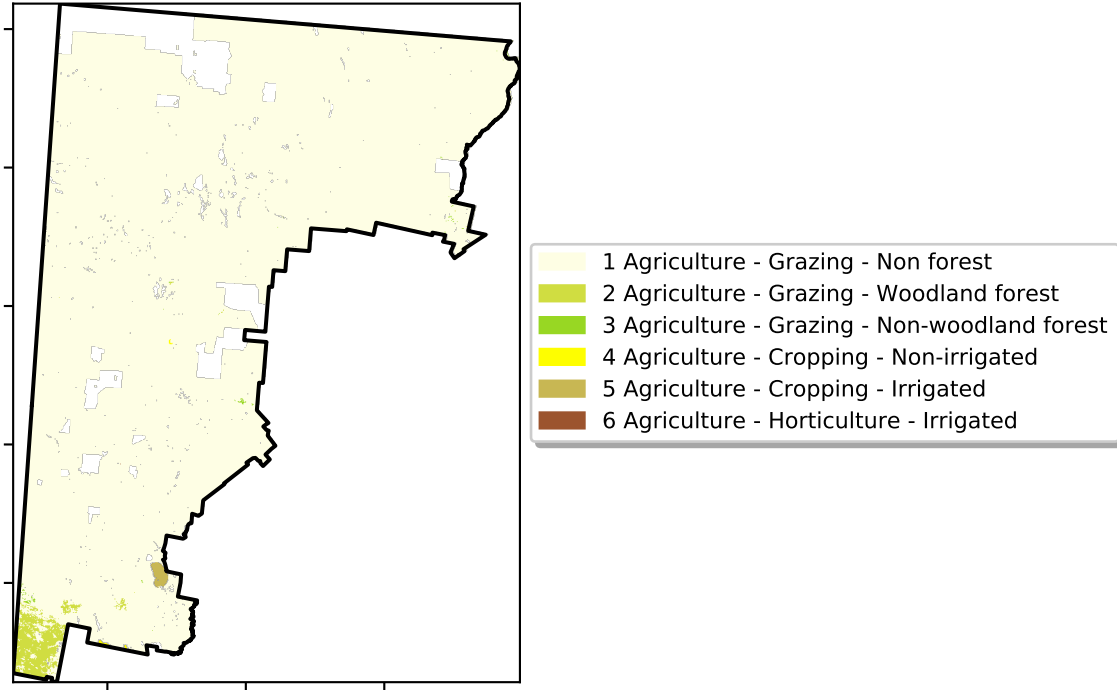 1 Agriculture - Grazing - Non forest
2 Agriculture - Grazing - Woodland forest
3 Agriculture - Grazing - Non-woodland forest
4 Agriculture - Cropping - Non-irrigated
5 Agriculture - Cropping - Irrigated
6 Agriculture - Horticulture - Irrigated